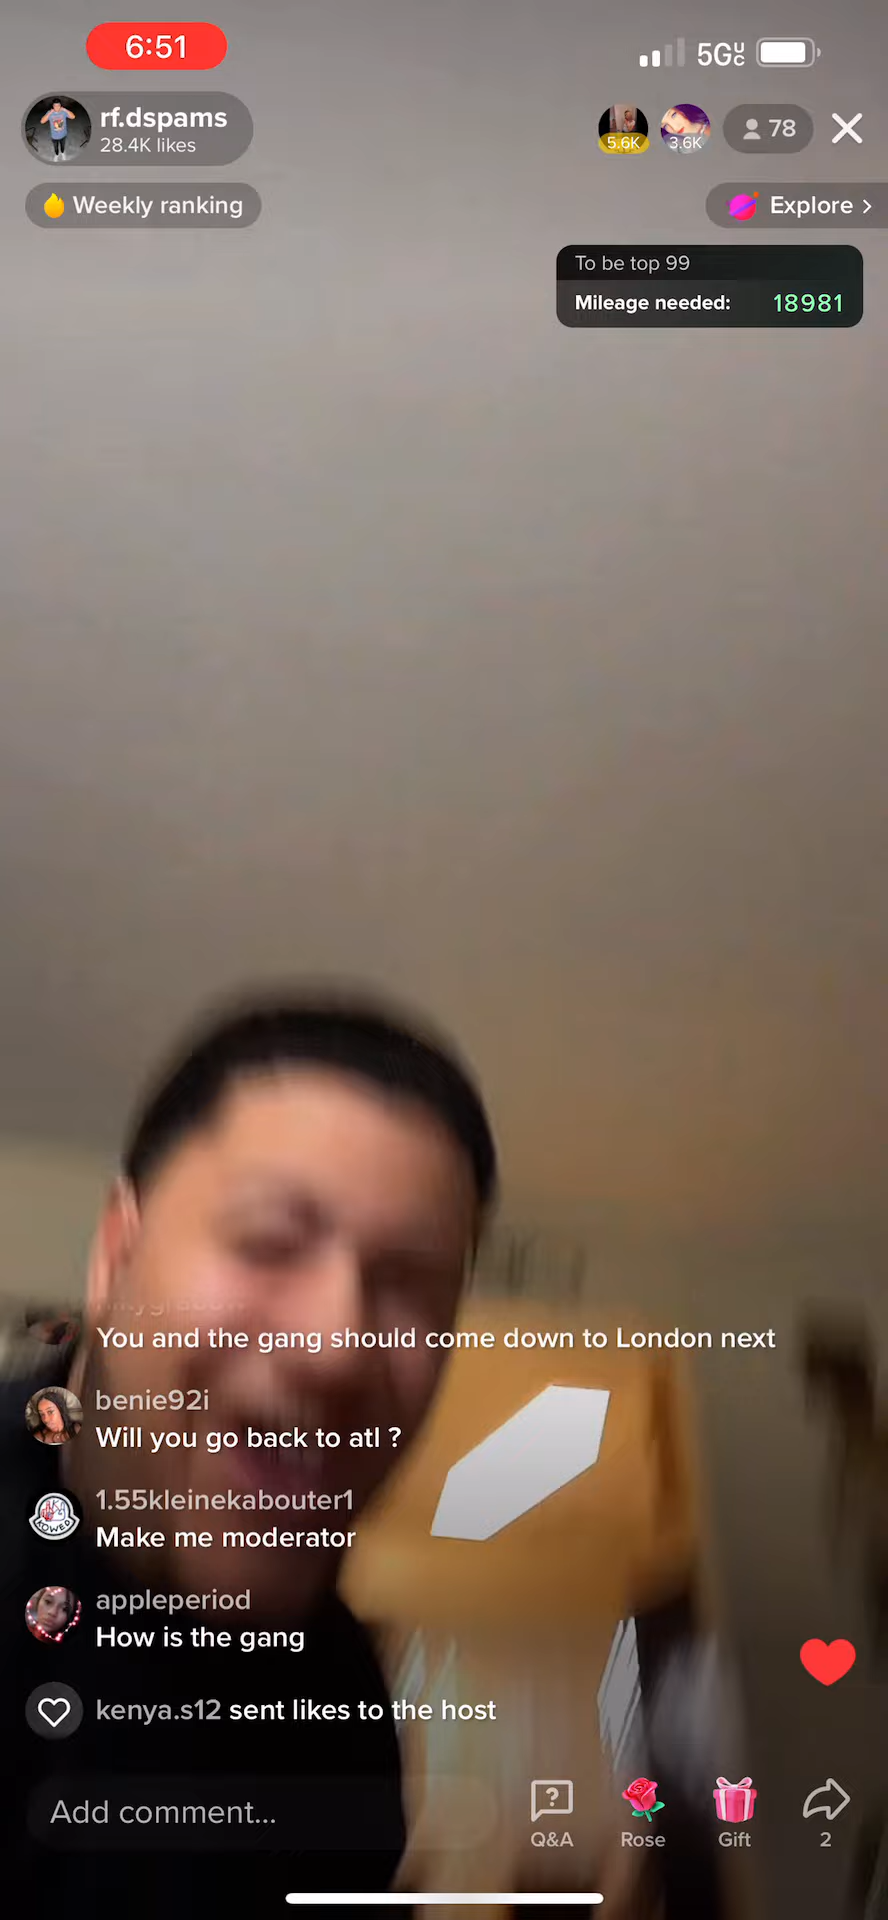 6:51
5GUC
rf.dspams
28.4K likes
5.6K
3.6K
78
Weekly ranking
Explore >
To be top 99
Mileage needed: 18981
You and the gang should come down to London next
benie92i
Will you go back to atl ?
1.55kleinekabouter1
Make me moderator
appleperiod
How is the gang
kenya.s12 sent likes to the host
Add comment...
Q&A
Rose
Gift
2